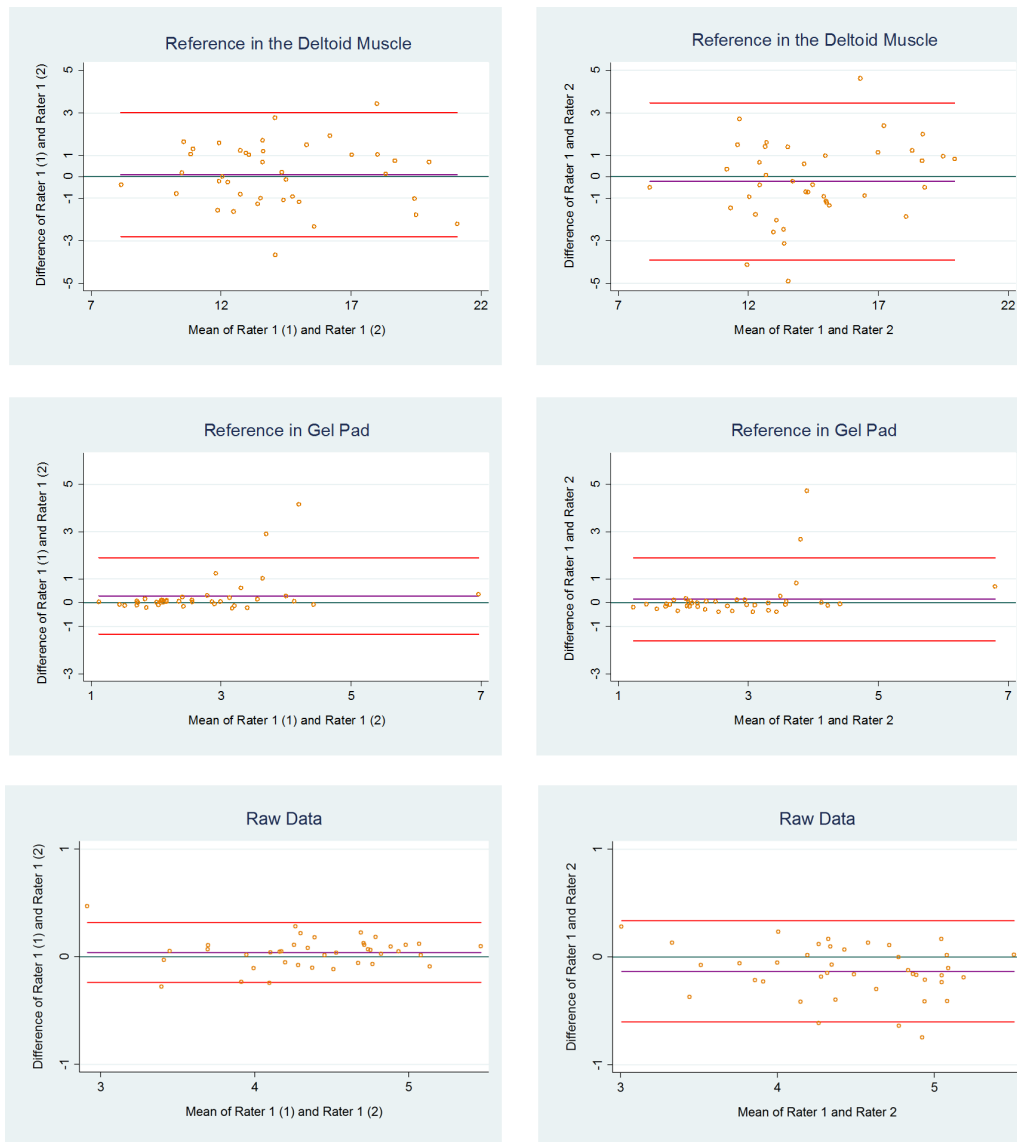 Reference in the Deltoid Muscle
Difference of Rater 1 (1) and Rater 1 (2)
5
3
1
0
-1
-3
-5
7 12 17 22
Mean of Rater 1 (1) and Rater 1 (2)
Reference in the Deltoid Muscle
Difference of Rater 1 and Rater 2
5
3
1
0
-1
-3
-5
7 12 17 22
Mean of Rater 1 and Rater 2
Reference in Gel Pad
Difference of Rater 1 (1) and Rater 1 (2)
5
3
1
0
-1
-3
1 3 5 7
Mean of Rater 1 (1) and Rater 1 (2)
Reference in Gel Pad
Difference of Rater 1 and Rater 2
5
3
1
0
-1
-3
1 3 5 7
Mean of Rater 1 and Rater 2
Raw Data
Difference of Rater 1 (1) and Rater 1 (2)
1
0
-1
3 4 5
Mean of Rater 1 (1) and Rater 1 (2)
Raw Data
Difference of Rater 1 and Rater 2
1
0
-1
3 4 5
Mean of Rater 1 and Rater 2